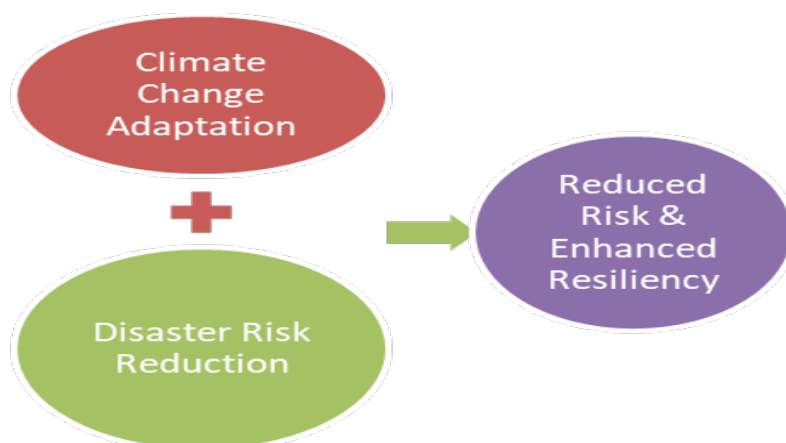 Climate
Change
Adaptation
Disaster Risk
Reduction
Reduced
Risk &
Enhanced
Resiliency